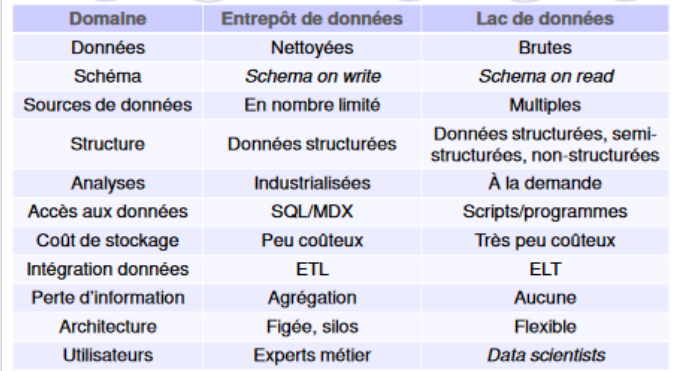 Domaine Entrepôt de données Lac de données
Données Nettoyées Brutes
Schéma Schema on write Schema on read
Sources de données En nombre limité Multiples
Structure Données structurées Données structurées, semi-
structurées, non-structurées
Analyses Industrialisées À la demande
Accès aux données SQL/MDX Scripts/programmes
Coût de stockage Peu coûteux Très peu coûteux
Intégration données ETL ELT
Perte d'information Agrégation Aucune
Architecture Figée, silos Flexible
Utilisateurs Experts métier Data scientists